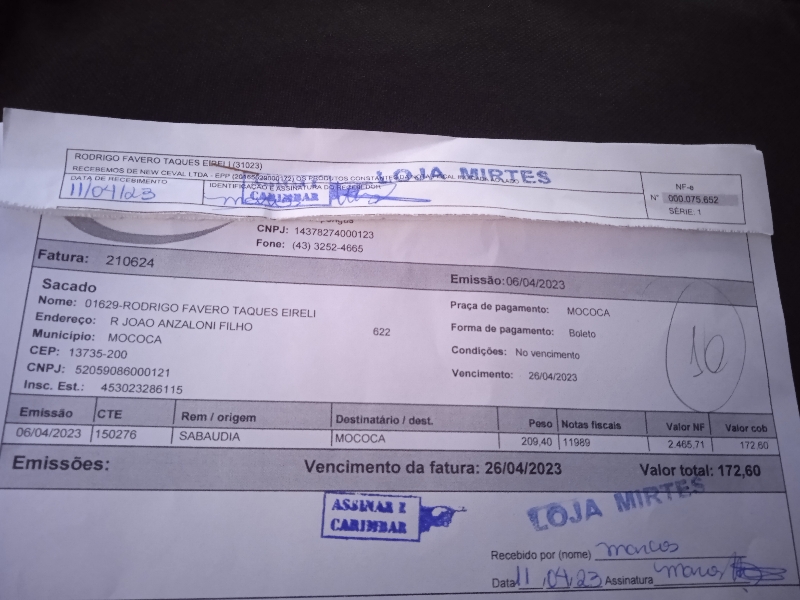 RODRIGO FAVERO TAQUES EIRELI (31023)
RECEBEMOS DE NEW CEVAL LTDA - EPP OS PRODUTOS CONSTANTES DA
LOJA MIRTES
DATA DE RECEBIMENTO
IDENTIFICAÇÃO E ASSINATURA DO RECEBEDOR
11/04/23
CARIMBAR
NF-e
N° 000.075.652
SÉRIE: 1
CNPJ: 14378274000123
Fone: (43) 3252-4665
Fatura: 210624
Emissão: 06/04/2023
Sacado
Nome: 01629-RODRIGO FAVERO TAQUES EIRELI
Endereço: R JOAO ANZALONI FILHO 622
Município: MOCOCA
CEP: 13735-200
CNPJ: 52059086000121
Insc. Est.: 453023286115
Praça de pagamento: MOCOCA
Forma de pagamento: Boleto
Condições: No vencimento
Vencimento: 26/04/2023
16
Emissão CTE Rem / origem Destinatário / dest. Peso Notas fiscais Valor NF Valor cob
06/04/2023 150276 SABAUDIA MOCOCA 209,40 11989 2.465,71 172,60
Emissões: Vencimento da fatura: 26/04/2023 Valor total: 172,60
ASSINAR E
CARIMBAR
LOJA MIRTES
Recebido por (nome) marcos
Data 11/04/23 Assinatura